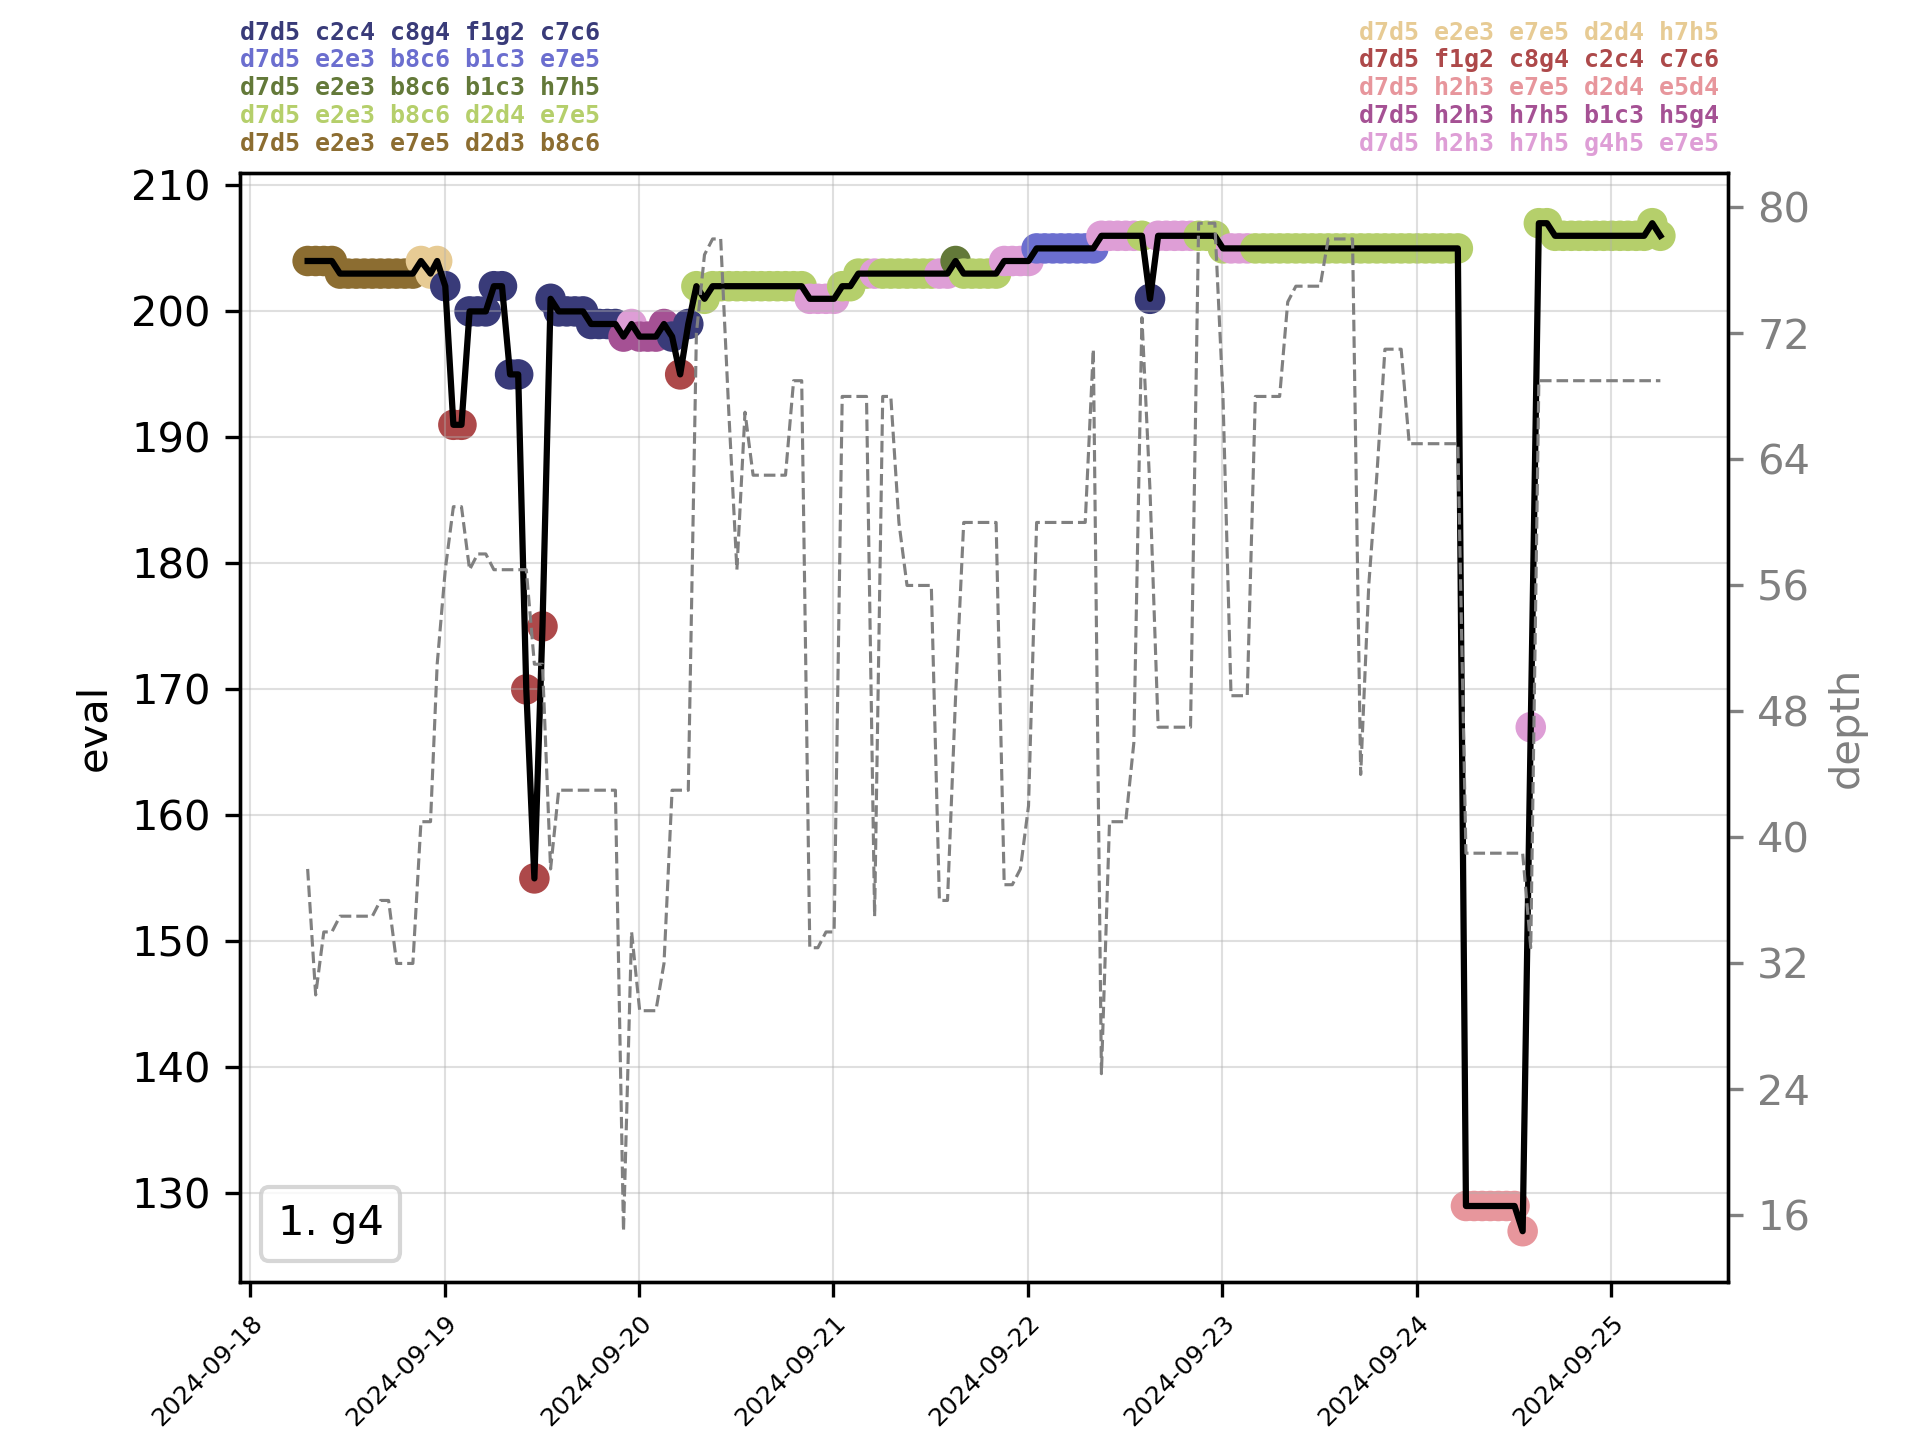 d7d5 c2c4 c8g4 f1g2 c7c6
d7d5 e2e3 b8c6 b1c3 e7e5
d7d5 e2e3 b8c6 b1c3 h7h5
d7d5 e2e3 b8c6 d2d4 e7e5
d7d5 e2e3 e7e5 d2d3 b8c6
d7d5 e2e3 e7e5 d2d4 h7h5
d7d5 f1g2 c8g4 c2c4 c7c6
d7d5 h2h3 e7e5 d2d4 e5d4
d7d5 h2h3 h7h5 b1c3 h5g4
d7d5 h2h3 h7h5 g4h5 e7e5
210
200
190
180
170
160
150
140
130
eval
80
72
64
56
48
40
32
24
16
depth
1. g4
2024-09-18
2024-09-19
2024-09-20
2024-09-21
2024-09-22
2024-09-23
2024-09-24
2024-09-25